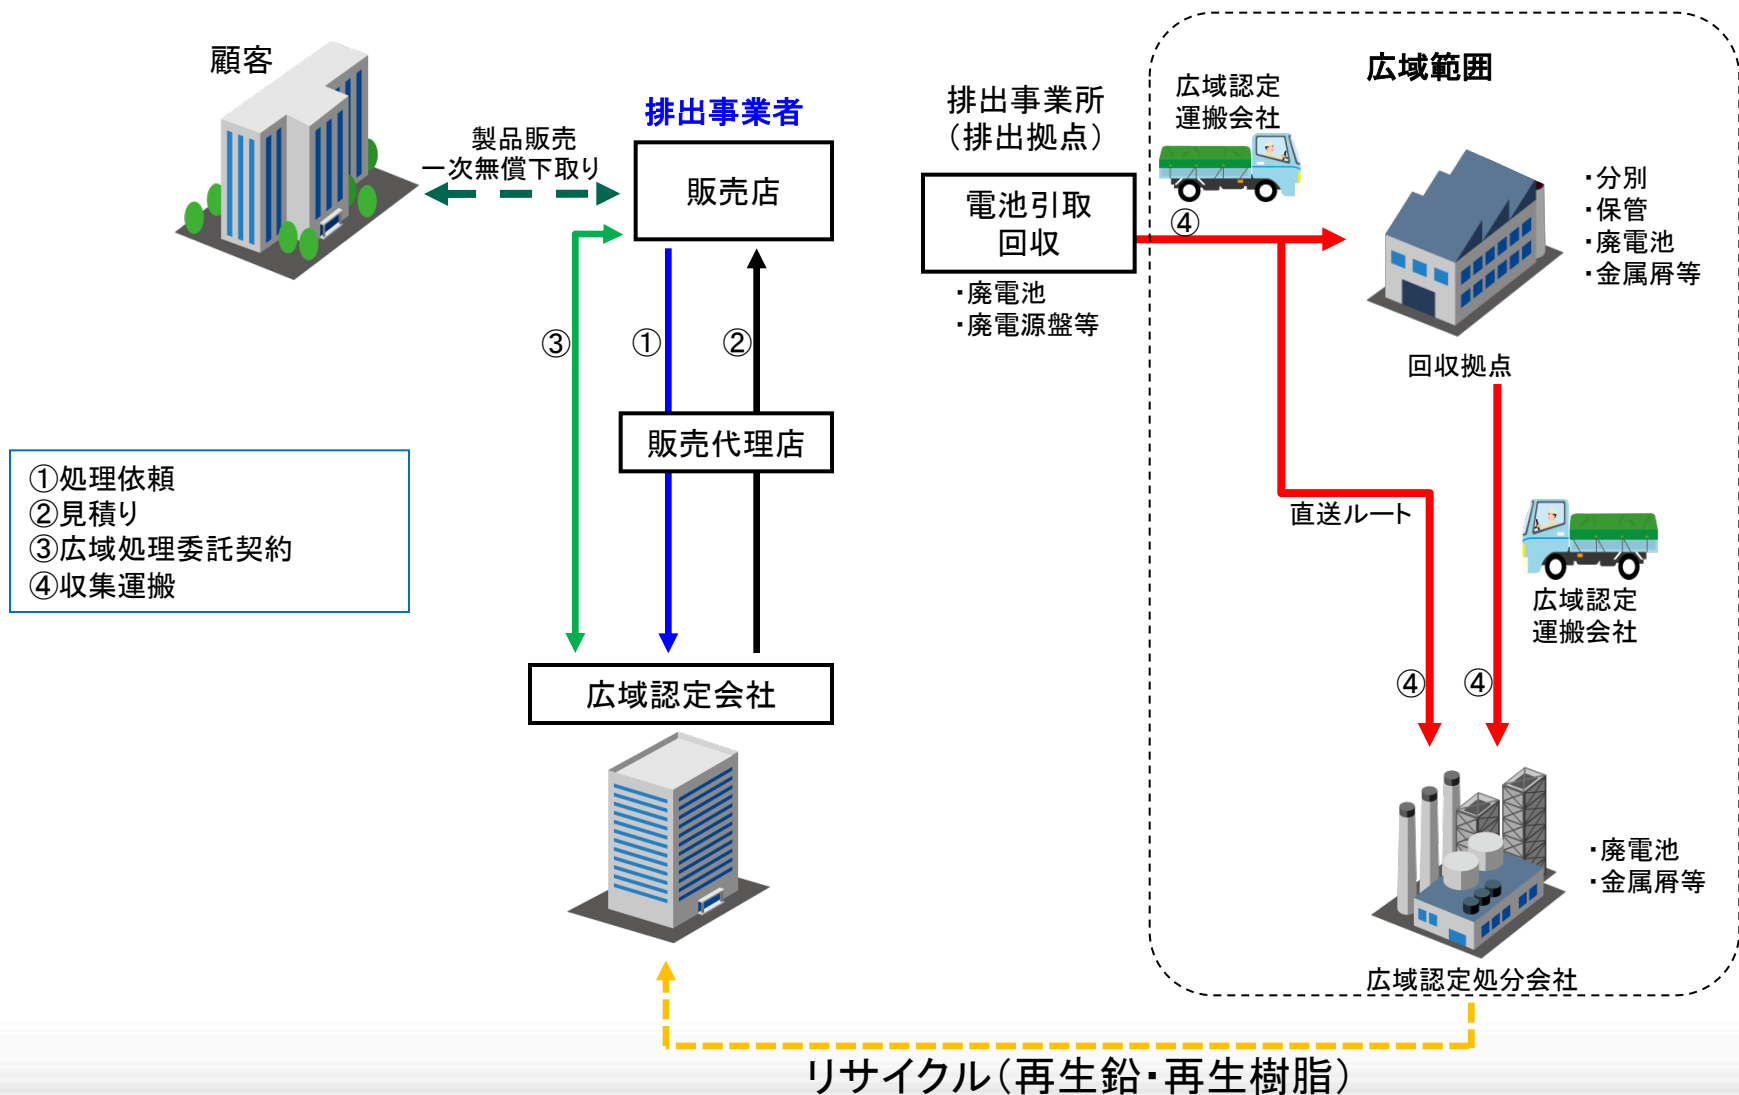 顧客
製品販売
一次無償下取り
排出事業者
販売店
③
①
②
販売代理店
①処理依頼
②見積り
③広域処理委託契約
④収集運搬
広域認定会社
排出事業所
（排出拠点）
電池引取
回収
・廃電池
・廃電源盤等
広域範囲
広域認定
運搬会社
④
・分別
・保管
・廃電池
・金属屑等
回収拠点
直送ルート
広域認定
運搬会社
④
④
・廃電池
・金属屑等
広域認定処分会社
リサイクル（再生鉛・再生樹脂）